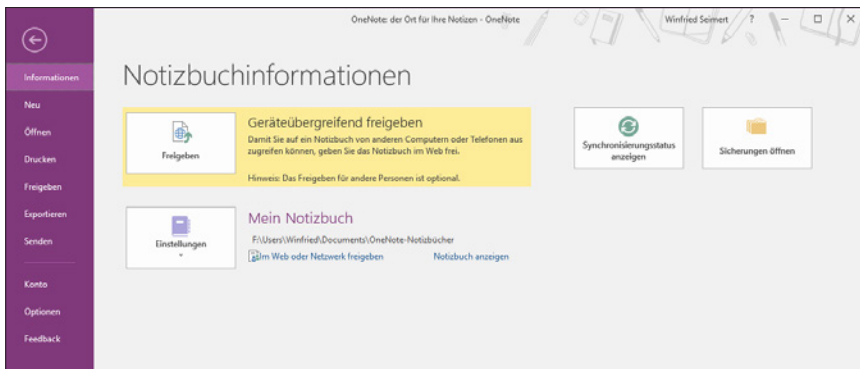 OneNote: der Ort für Ihre Notizen - OneNote
Winfried Seimert
?
Informationen
Neu
Öffnen
Drucken
Freigeben
Exportieren
Senden
Konto
Optionen
Feedback
Notizbuchinformationen
Freigeben
Geräteübergreifend freigeben
Damit Sie auf ein Notizbuch von anderen Computern oder Telefonen aus
zugreifen können, geben Sie das Notizbuch im Web frei.
Hinweis: Das Freigeben für andere Personen ist optional.
Synchronisierungsstatus
anzeigen
Sicherungen öffnen
Einstellungen
Mein Notizbuch
F:\Users\Winfried\Documents\OneNote-Notizbücher
Im Web oder Netzwerk freigeben
Notizbuch anzeigen